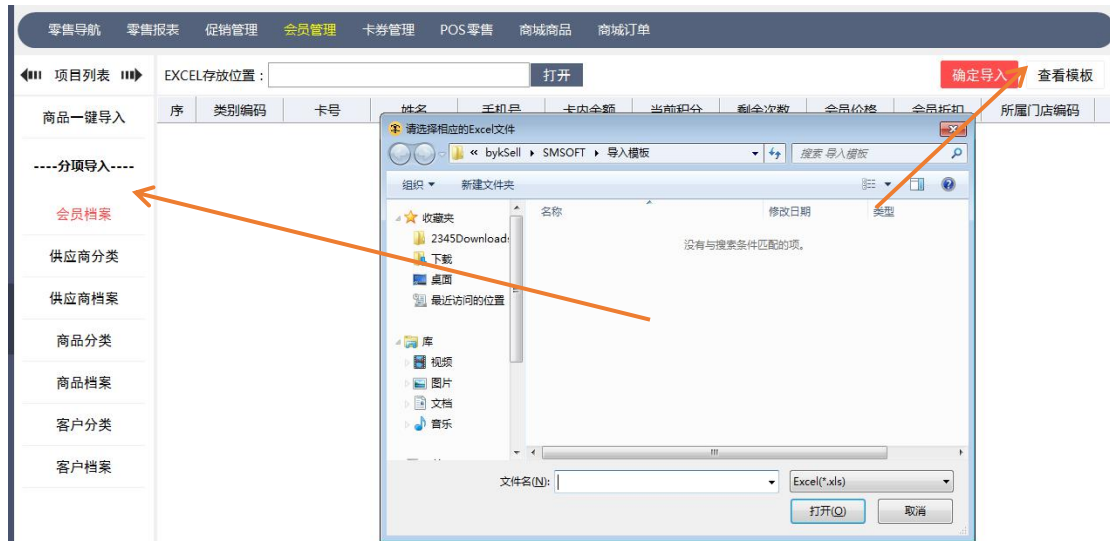 零售导航 零售报表 促销管理 会员管理 卡券管理 POS零售 商城商品 商城订单
项目列表 EXCEL存放位置： 打开 确定导入 查看模板
序 类别编码 卡号 姓名 手机号 卡内金额 当前积分 剩余次数 会员价格 会员折扣 所属门店编码
商品一键导入
----分项导入----
会员档案
供应商分类
供应商档案
商品分类
商品档案
客户分类
客户档案
请选择相应的Excel文件
« bykSell SMSOFT 导入模板 搜索 导入模板
组织 新建文件夹
名称 修改日期 类型
没有与搜索条件匹配的项。
收藏夹
2345Download
下载
桌面
最近访问的位置
库
视频
图片
文档
音乐
文件名(N): Excel(*.xls)
打开(O) 取消